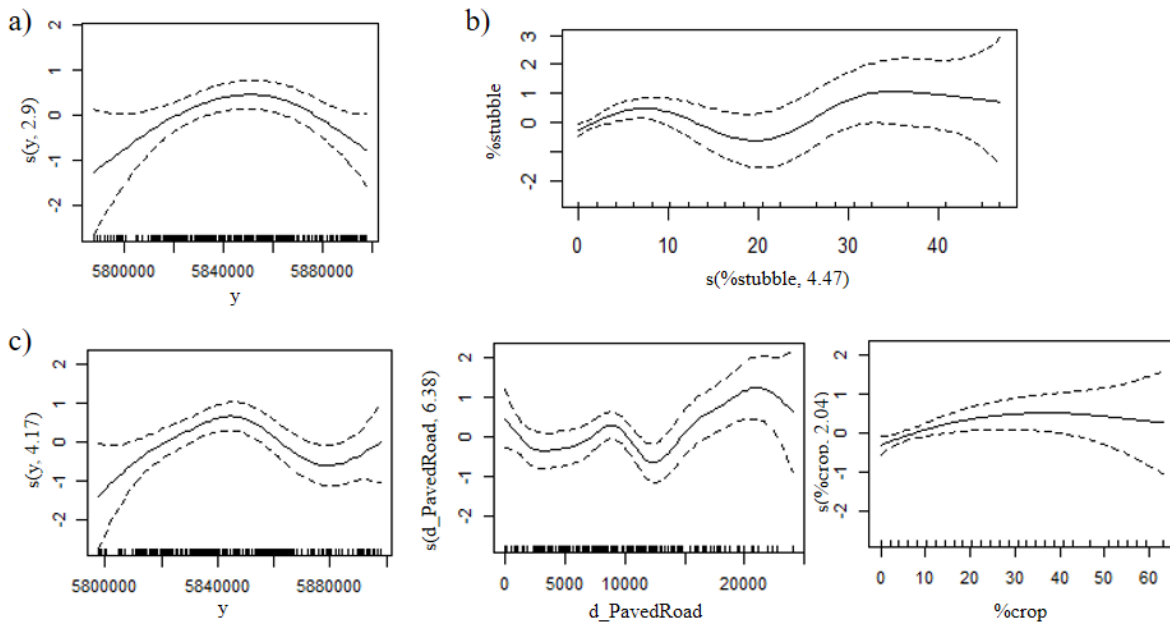 a)
s(y, 2.9)
2
1
0
-1
-2
5800000 5840000 5880000
y
b)
%stubble
3
2
1
0
-2
0 10 20 30 40
s(%stubble, 4.47)
c)
s(y, 4.17)
2
1
0
-1
-2
5800000 5840000 5880000
y
s(d_PavedRoad, 6.38)
2
1
0
-1
-2
0 5000 10000 20000
d_PavedRoad
s(%crop, 2.04)
2
1
0
-1
-2
0 10 20 30 40 50 60
%crop